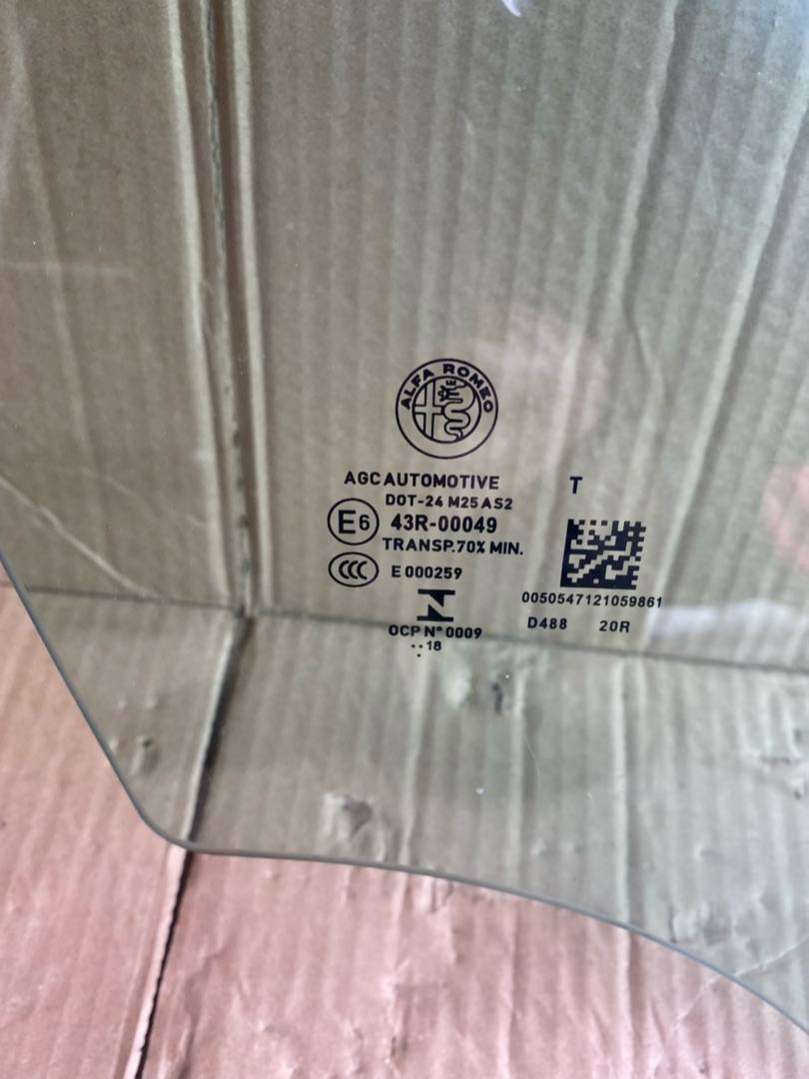 ALFA ROMEO
AGC AUTOMOTIVE
T
DOT-24 M25 AS2
E6
43R-00049
TRANSP.70% MIN.
CCC
E000259
0050547121059861
OCP N° 0009
D488 20R
··18